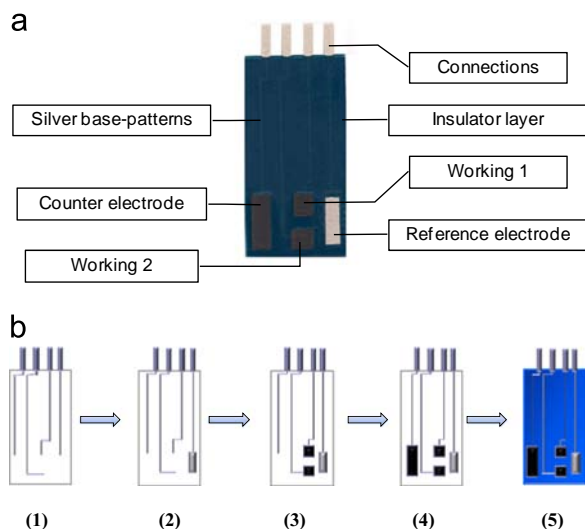 a
Connections
Silver base-patterns
Insulator layer
Working 1
Counter electrode
Reference electrode
Working 2
b
(1) (2) (3) (4) (5)